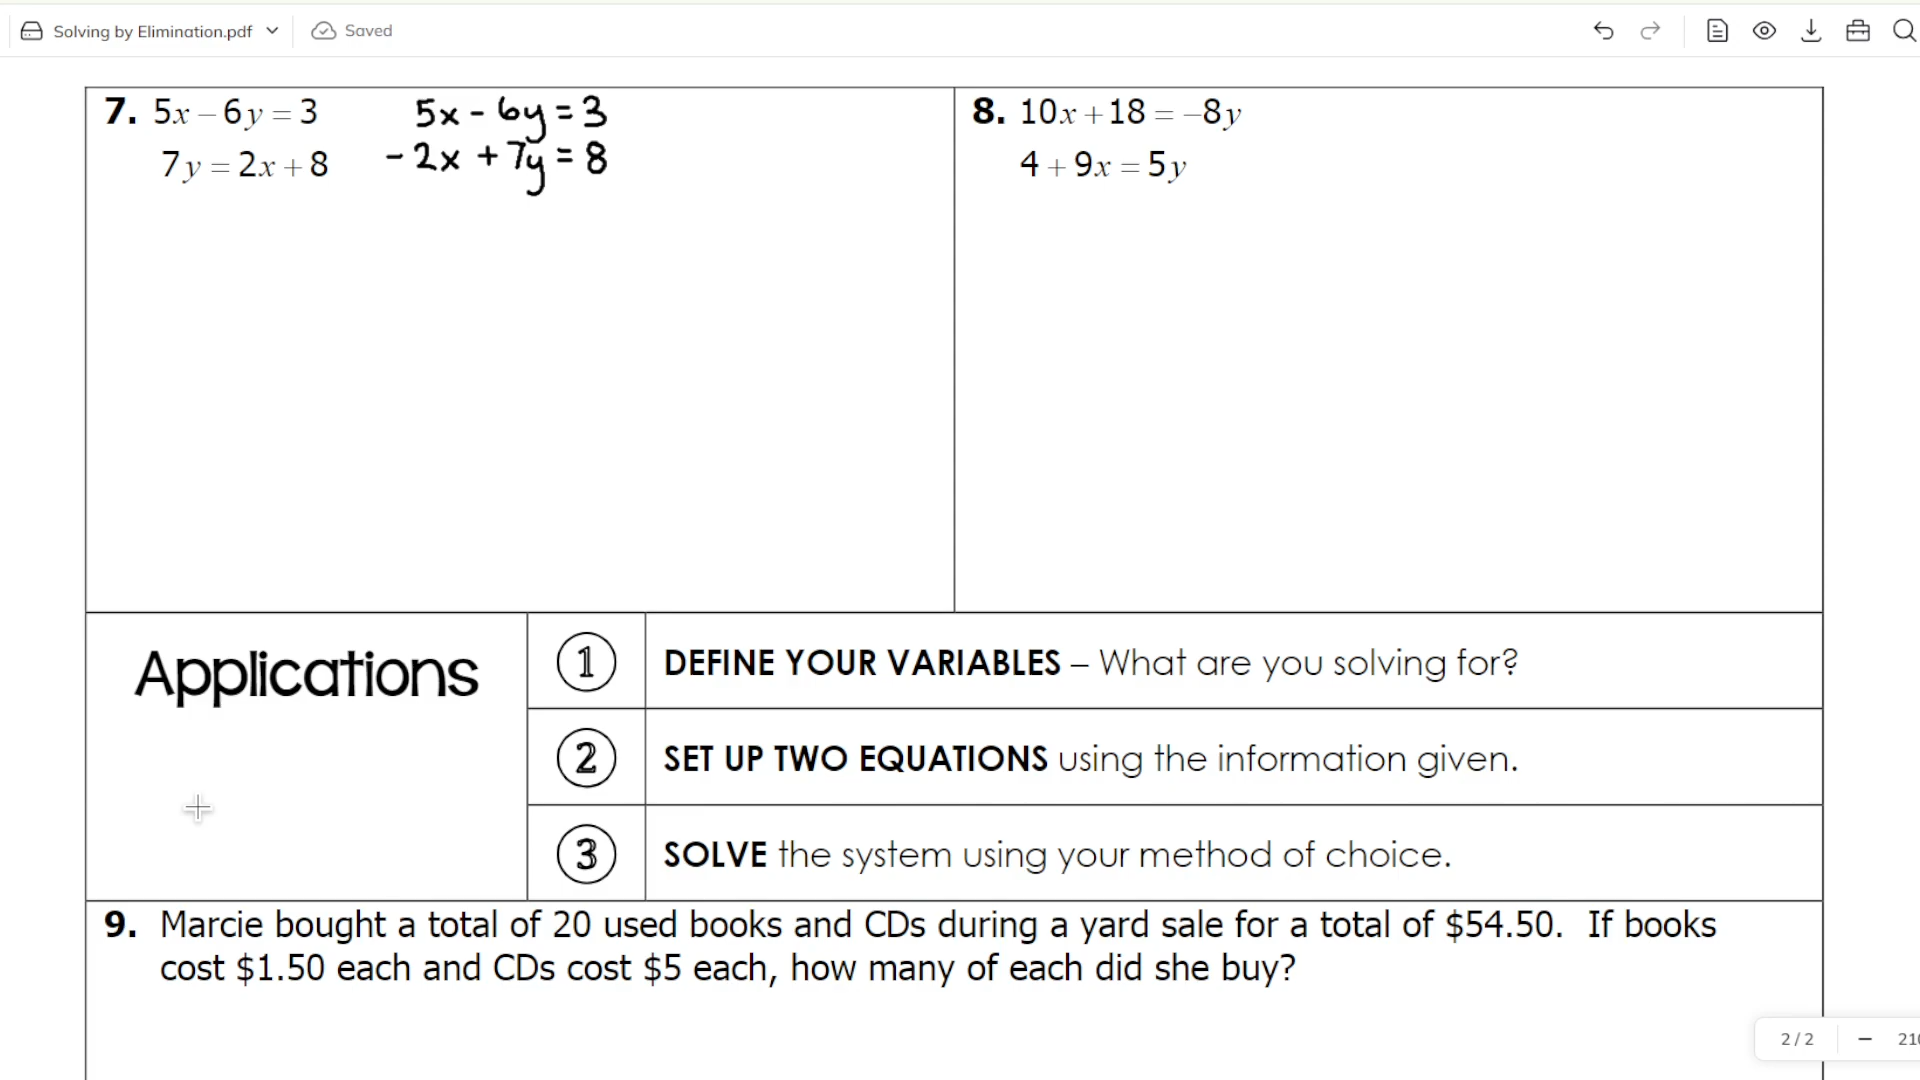 Solving by Elimination.pdf Saved
7. 5x – 6y = 3
7y = 2x + 8
5x - 6y = 3
- 2x + 7y = 8
8. 10x + 18 = –8y
4 + 9x = 5y
Applications
1 DEFINE YOUR VARIABLES – What are you solving for?
2 SET UP TWO EQUATIONS using the information given.
3 SOLVE the system using your method of choice.
9. Marcie bought a total of 20 used books and CDs during a yard sale for a total of $54.50. If books
cost $1.50 each and CDs cost $5 each, how many of each did she buy?
2 / 2